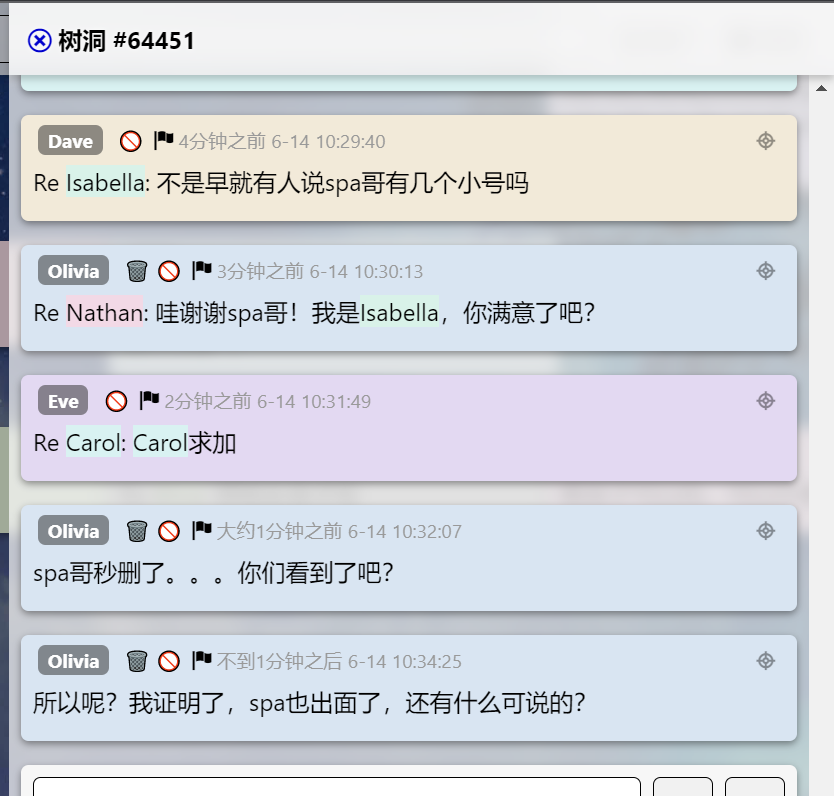 树洞 #64451
Dave 4分钟之前 6-14 10:29:40
Re Isabella: 不是早就有人说spa哥有几个小号吗
Olivia 3分钟之前 6-14 10:30:13
Re Nathan: 哇谢谢spa哥！我是Isabella，你满意了吧？
Eve 2分钟之前 6-14 10:31:49
Re Carol: Carol求加
Olivia 大约1分钟之前 6-14 10:32:07
spa哥秒删了。。。你们看到了吧？
Olivia 不到1分钟之后 6-14 10:34:25
所以呢？我证明了，spa也出面了，还有什么可说的？